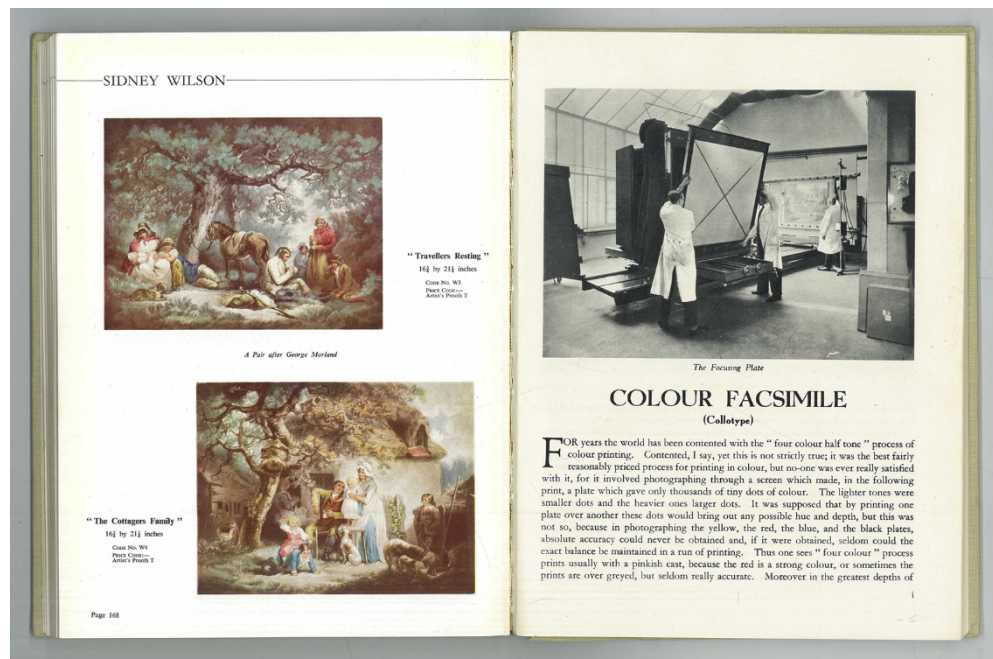 SIDNEY WILSON
“ Travellers Resting ”
16¾ by 21¾ inches
Code No. W3
Price Code:—
Artist's Proofs T
A Pair after George Morland
“ The Cottagers Family ”
16¾ by 21¾ inches
Code No. W9
Price Code:—
Artist's Proofs T
Page 168
The Focusing Plate
COLOUR FACSIMILE
(Collotype)
FOR years the world has been contented with the “ four colour half tone ” process of
colour printing. Contented, I say, yet this is not strictly true; it was the best fairly
reasonably priced process for printing in colour, but no-one was ever really satisfied
with it, for it involved photographing through a screen which made, in the following
print, a plate which gave only thousands of tiny dots of colour. The lighter tones were
smaller dots and the heavier ones larger dots. It was supposed that by printing one
plate over another these dots would bring out any possible hue and depth, but this was
not so, because in photographing the yellow, the red, the blue, and the black plates,
absolute accuracy could never be obtained and, if it were obtained, seldom could the
exact balance be maintained in a run of printing. Thus one sees “ four colour ” process
prints usually with a pinkish cast, because the red is a strong colour, or sometimes the
prints are over greyed, but seldom really accurate. Moreover in the greatest depths of
i